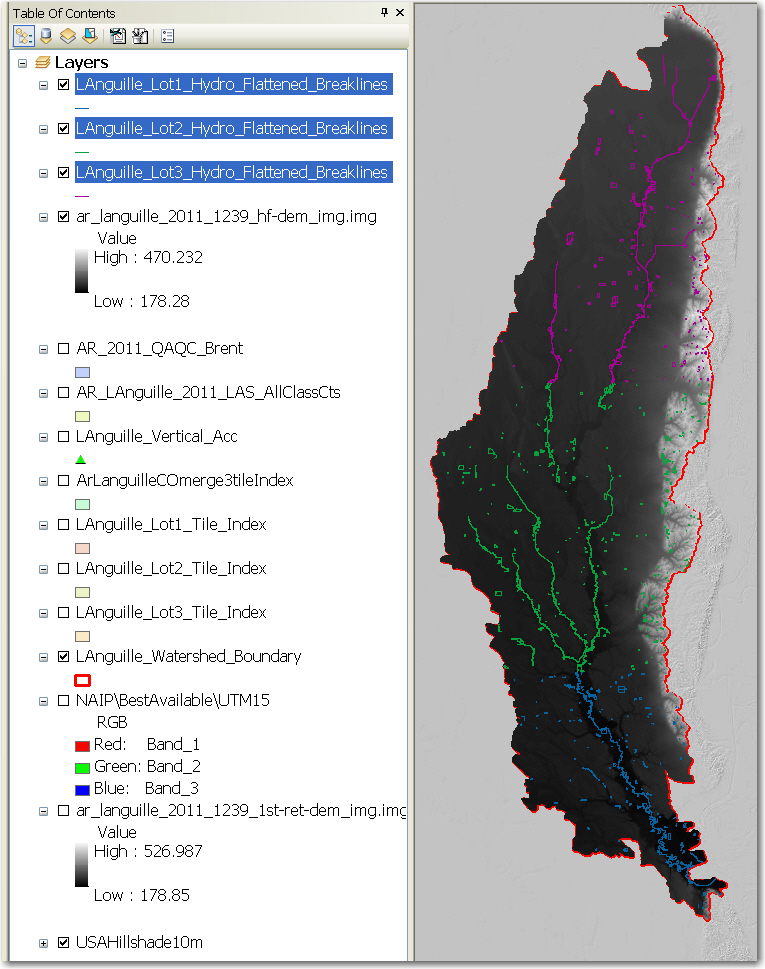 Table Of Contents
Layers
LAnguille_Lot1_Hydro_Flattened_Breaklines
LAnguille_Lot2_Hydro_Flattened_Breaklines
LAnguille_Lot3_Hydro_Flattened_Breaklines
ar_languille_2011_1239_hf-dem_img.img
Value
High : 470.232
Low : 178.28
AR_2011_QAQC_Brent
AR_LAnguille_2011_LAS_AllClassCts
LAnguille_Vertical_Acc
ArLanguilleCOmerge3tileIndex
LAnguille_Lot1_Tile_Index
LAnguille_Lot2_Tile_Index
LAnguille_Lot3_Tile_Index
LAnguille_Watershed_Boundary
NAIP\BestAvailable\UTM15
RGB
Red: Band_1
Green: Band_2
Blue: Band_3
ar_languille_2011_1239_1st-ret-dem_img.img
Value
High : 526.987
Low : 178.85
USAHillshade10m